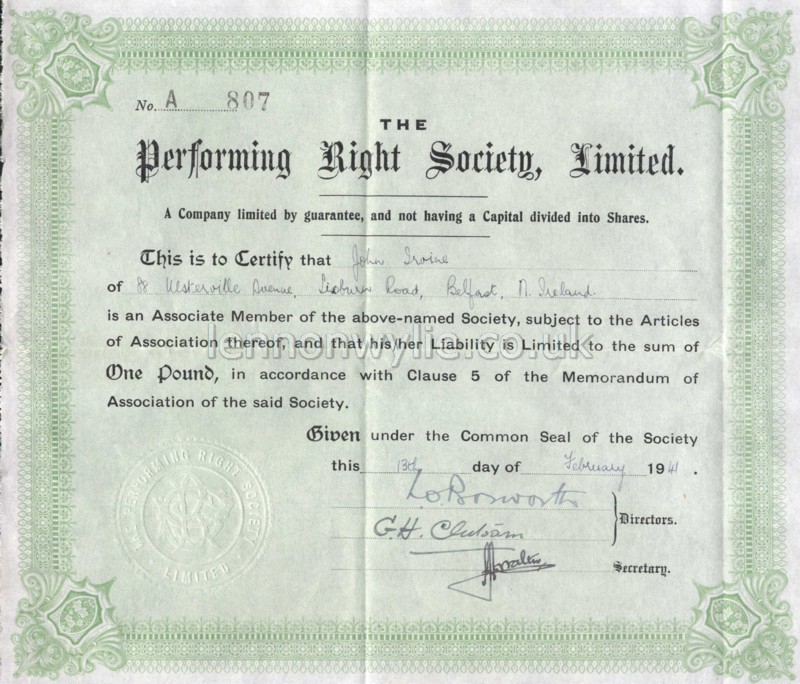 No. A 807
THE
Performing Right Society, Limited.
A Company limited by guarantee, and not having a Capital divided into Shares.
This is to Certify that John Irvine
of 88 Ulsterville Avenue, Lisburn Road, Belfast, N. Ireland
is an Associate Member of the above-named Society, subject to the Articles
of Association thereof, and that his/her Liability is Limited to the sum of
lennonwylie.co.uk
One Pound, in accordance with Clause 5 of the Memorandum of
Association of the said Society.
Given under the Common Seal of the Society
this 13th day of February 1941.
L.O. Bosworth
Directors.
G.H. Clutsam
Secretary.
THE PERFORMING RIGHT SOCIETY
LIMITED